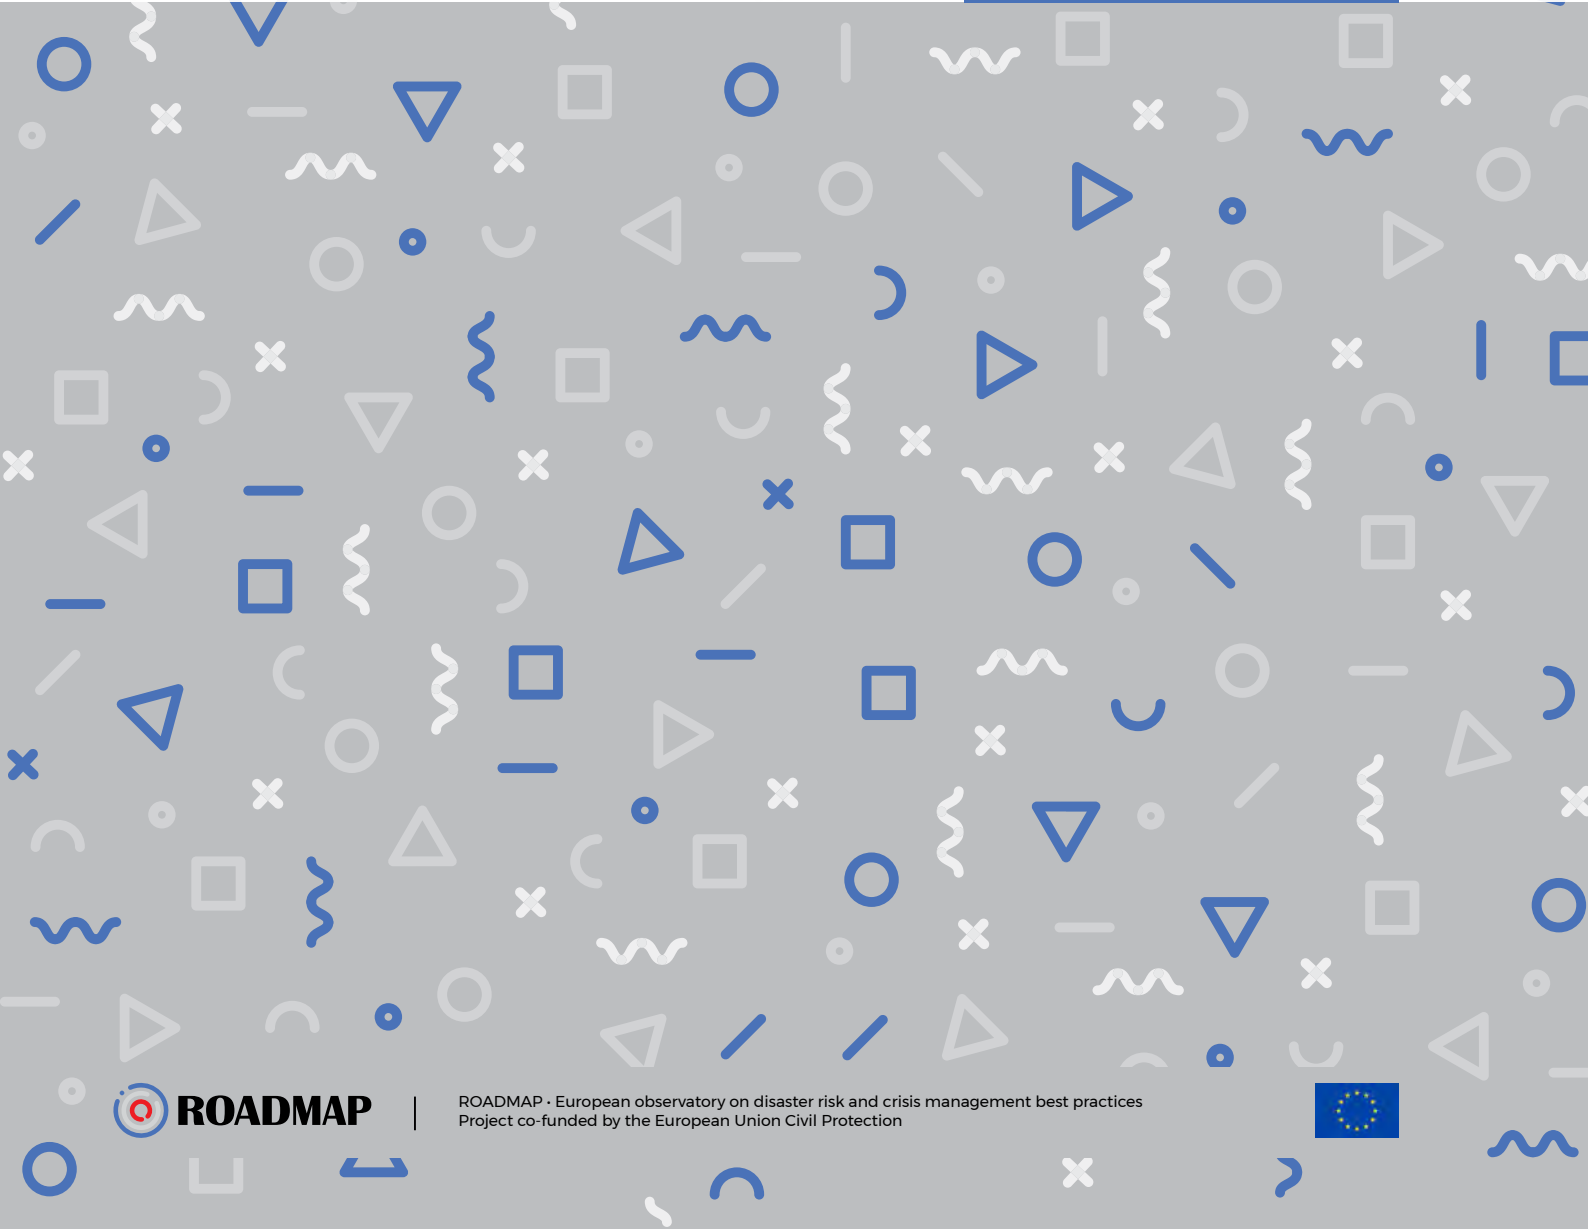 ROADMAP
ROADMAP • European observatory on disaster risk and crisis management best practices
Project co-funded by the European Union Civil Protection